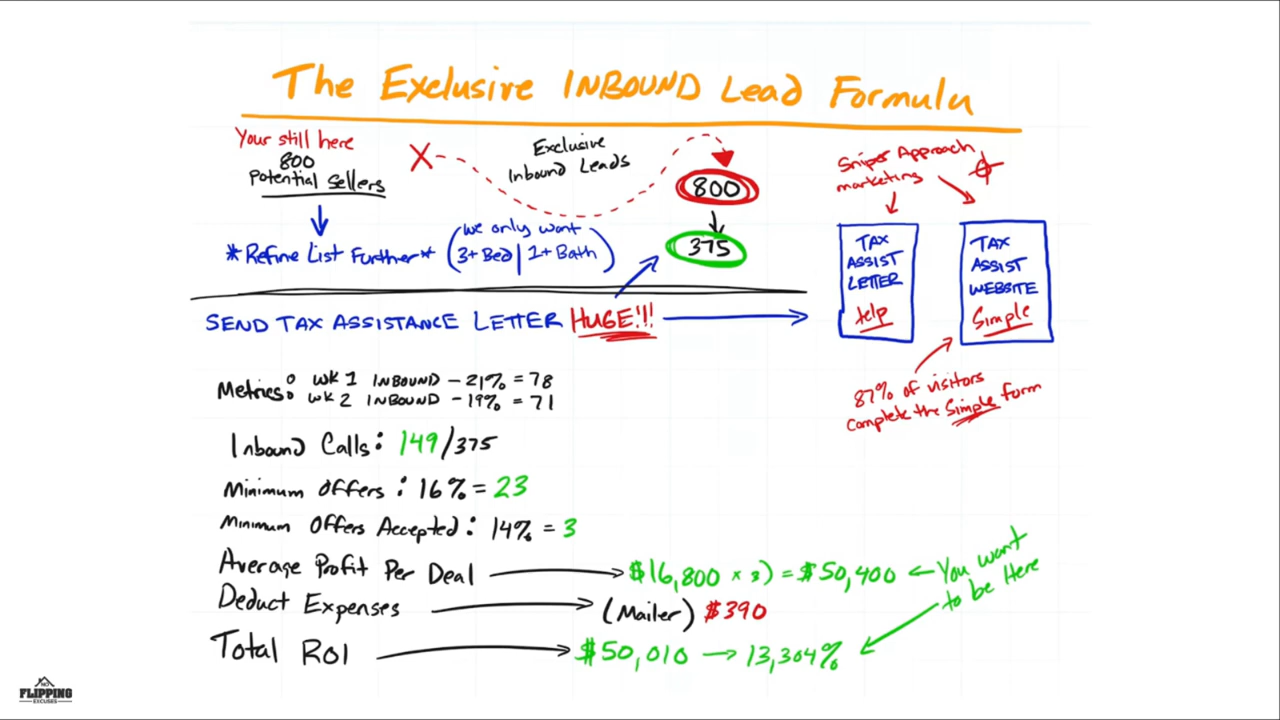 The Exclusive INBOUND Lead Formula
Your still here
800
Potential Sellers
X
Exclusive
Inbound Leads
800
375
*Refine List Further*
(we only want
3+Bed | 1+Bath)
Sniper Approach
marketing
TAX
ASSIST
LETTER
Help
TAX
ASSIST
WEBSITE
Simple
SEND TAX ASSISTANCE LETTER HUGE!!!
87% of visitors
complete the Simple form
Metrics: WK 1 INBOUND - 21% = 78
WK 2 INBOUND - 19% = 71
Inbound Calls: 149/375
Minimum Offers: 16% = 23
Minimum Offers Accepted: 14% = 3
Average Profit Per Deal $16,800 x 3) = $50,400
You want
to be Here
Deduct Expenses (Mailer) $390
Total ROI $50,010 → 13,304%
NO
FLIPPING
EXCUSES